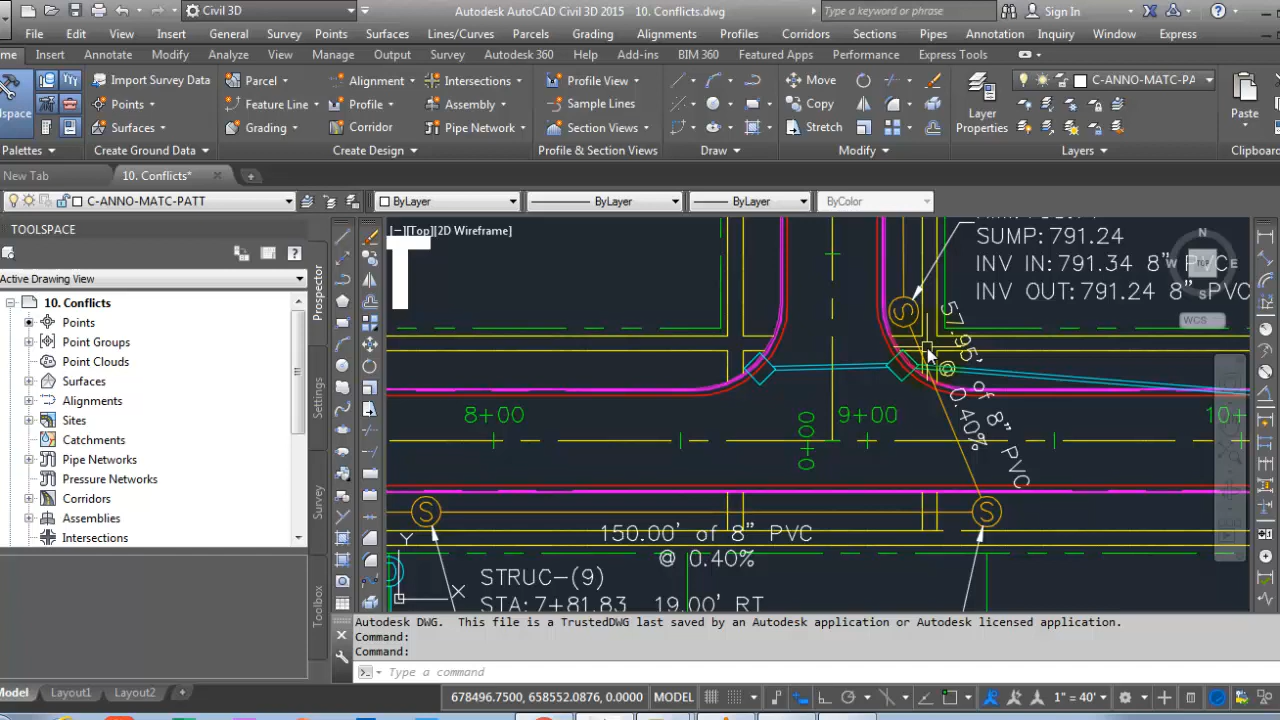 Civil 3D
Autodesk AutoCAD Civil 3D 2015 10. Conflicts.dwg
Type a keyword or phrase
Sign In
File Edit View Insert General Survey Points Surfaces Lines/Curves Parcels Grading Alignments Profiles Corridors Sections Pipes Annotation Inquiry Window Express
me Insert Annotate Modify Analyze View Manage Output Survey Autodesk 360 Help Add-ins BIM 360 Featured Apps Performance Express Tools
Import Survey Data Parcel Alignment Intersections Profile View Move C-ANNO-MATC-PA
Points Feature Line Profile Assembly Sample Lines Copy Layer Properties Paste
space Surfaces Grading Corridor Pipe Network Section Views Stretch
Palettes Create Ground Data Create Design Profile & Section Views Draw Modify Layers Clipboar
New Tab 10. Conflicts*
C-ANNO-MATC-PATT ByLayer ByLayer ByLayer ByColor
TOOLSPACE
Active Drawing View
10. Conflicts
Points
Point Groups
Point Clouds
Surfaces
Alignments
Sites
Catchments
Pipe Networks
Pressure Networks
Corridors
Assemblies
Intersections
Prospector
Settings
Survey
Toolbox
[−][Top][2D Wireframe]
SUMP: 791.24
INV IN: 791.34 8" PVC
INV OUT: 791.24 8" PVC
N
W
TOP
E
S
WCS
S
57.95' of 8" PVC
@ 0.40%
8+00
0+00
9+00
10+
S
S
150.00' of 8" PVC
@ 0.40%
Y
X
STRUC-(9)
STA: 7+81.83 19.00' RT
Autodesk DWG. This file is a TrustedDWG last saved by an Autodesk application or Autodesk licensed application.
Command:
Command:
Type a command
Model Layout1 Layout2
678496.7500, 658552.0876, 0.0000 MODEL 1" = 40'